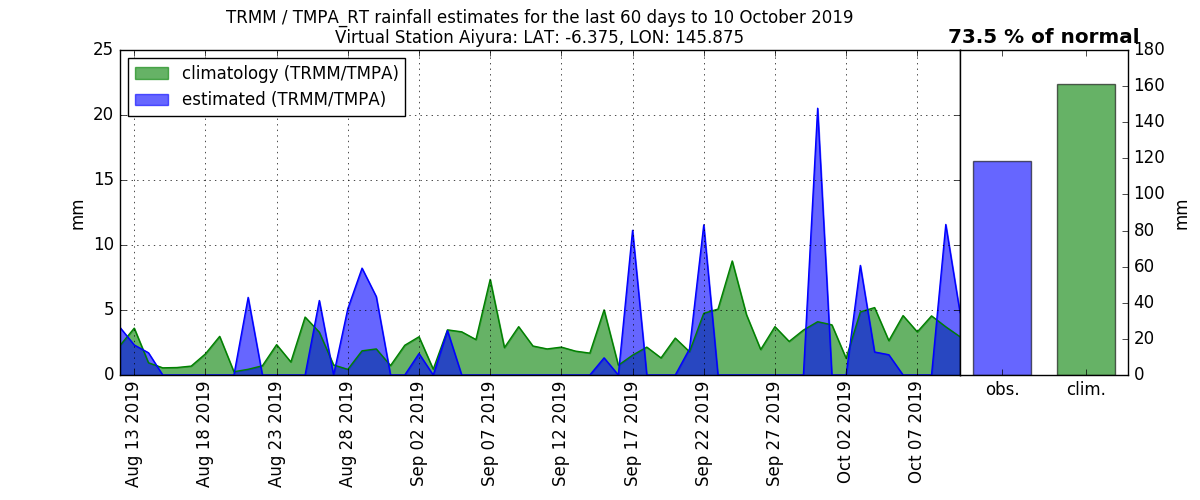 TRMM / TMPA_RT rainfall estimates for the last 60 days to 10 October 2019
Virtual Station Aiyura: LAT: -6.375, LON: 145.875
73.5 % of normal
climatology (TRMM/TMPA)
estimated (TRMM/TMPA)
25
20
15
10
5
0
mm
180
160
140
120
100
80
60
40
20
0
mm
Aug 13 2019
Aug 18 2019
Aug 23 2019
Aug 28 2019
Sep 02 2019
Sep 07 2019
Sep 12 2019
Sep 17 2019
Sep 22 2019
Sep 27 2019
Oct 02 2019
Oct 07 2019
obs.
clim.